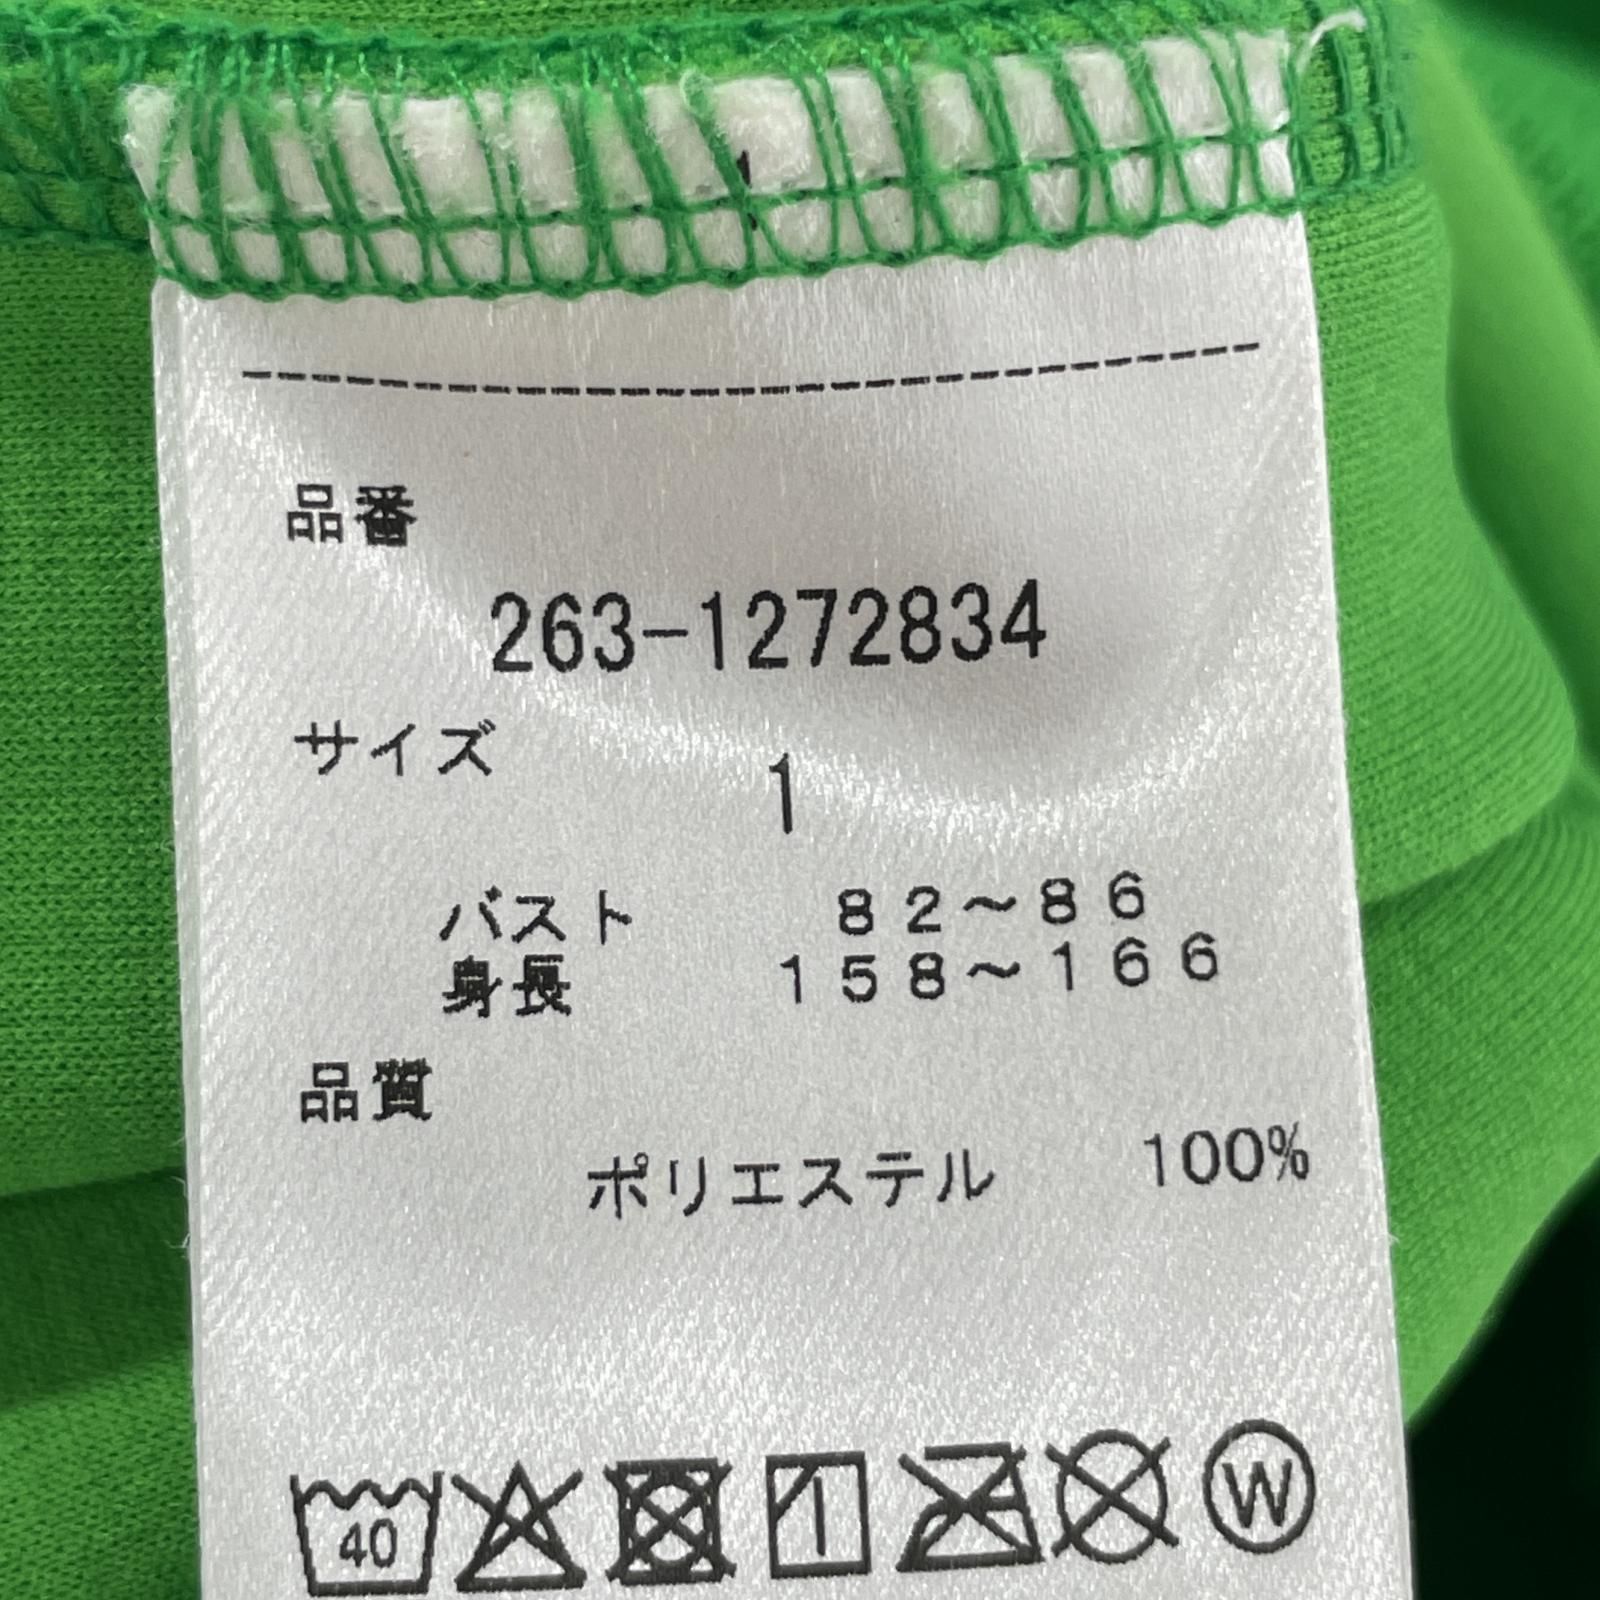 品番
263-1272834
サイズ
1
バスト 82～86
身長 158～166
品質
ポリエステル 100%
40 W